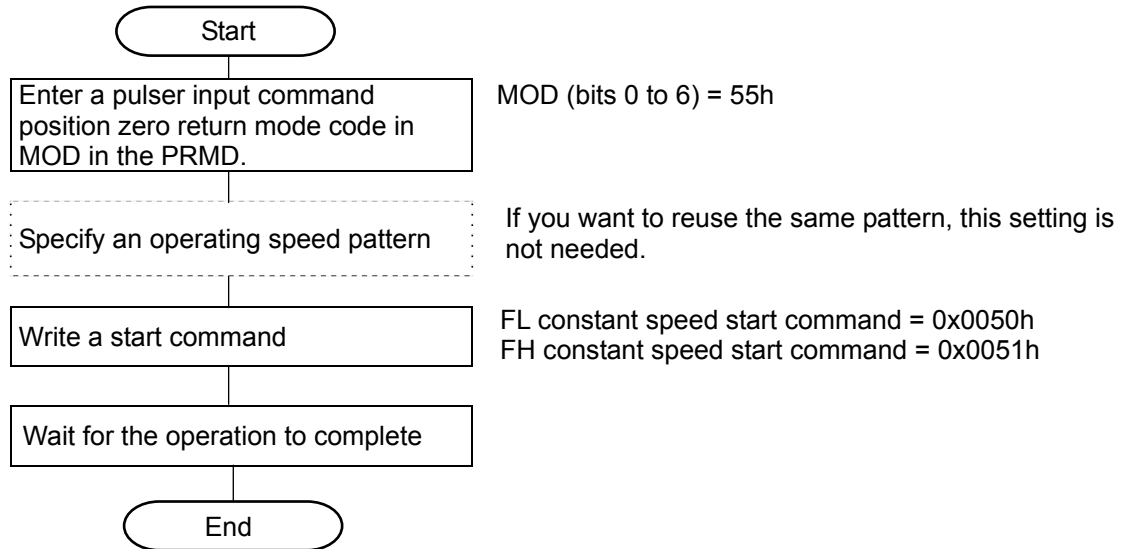 Start
Enter a pulser input command
position zero return mode code in
MOD in the PRMD.
MOD (bits 0 to 6) = 55h
Specify an operating speed pattern
If you want to reuse the same pattern, this setting is
not needed.
Write a start command
FL constant speed start command = 0x0050h
FH constant speed start command = 0x0051h
Wait for the operation to complete
End